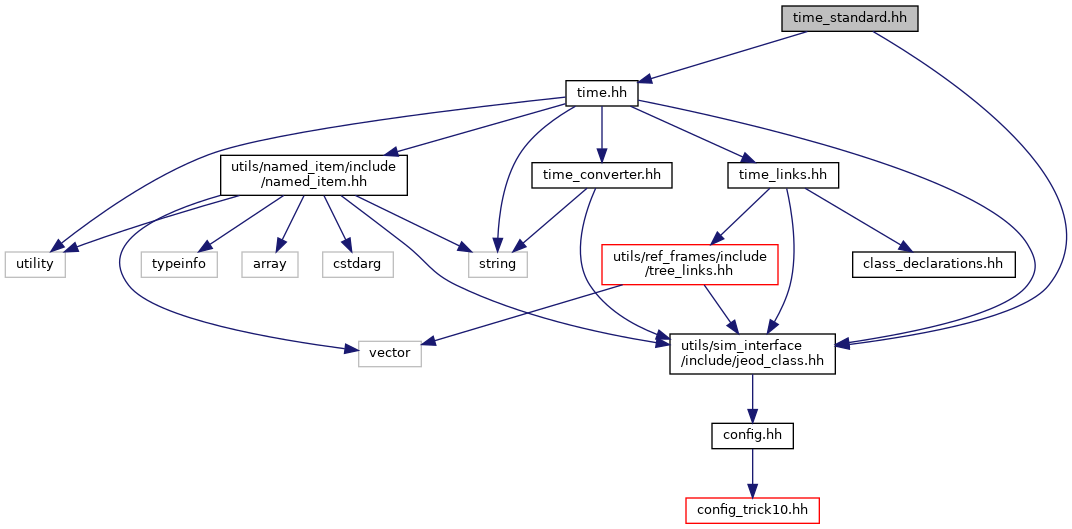 time_standard.hh
time.hh
utils/named_item/include
/named_item.hh
time_converter.hh
time_links.hh
utility
typeinfo
array
cstdarg
string
utils/ref_frames/include
/tree_links.hh
class_declarations.hh
vector
utils/sim_interface
/include/jeod_class.hh
config.hh
config_trick10.hh